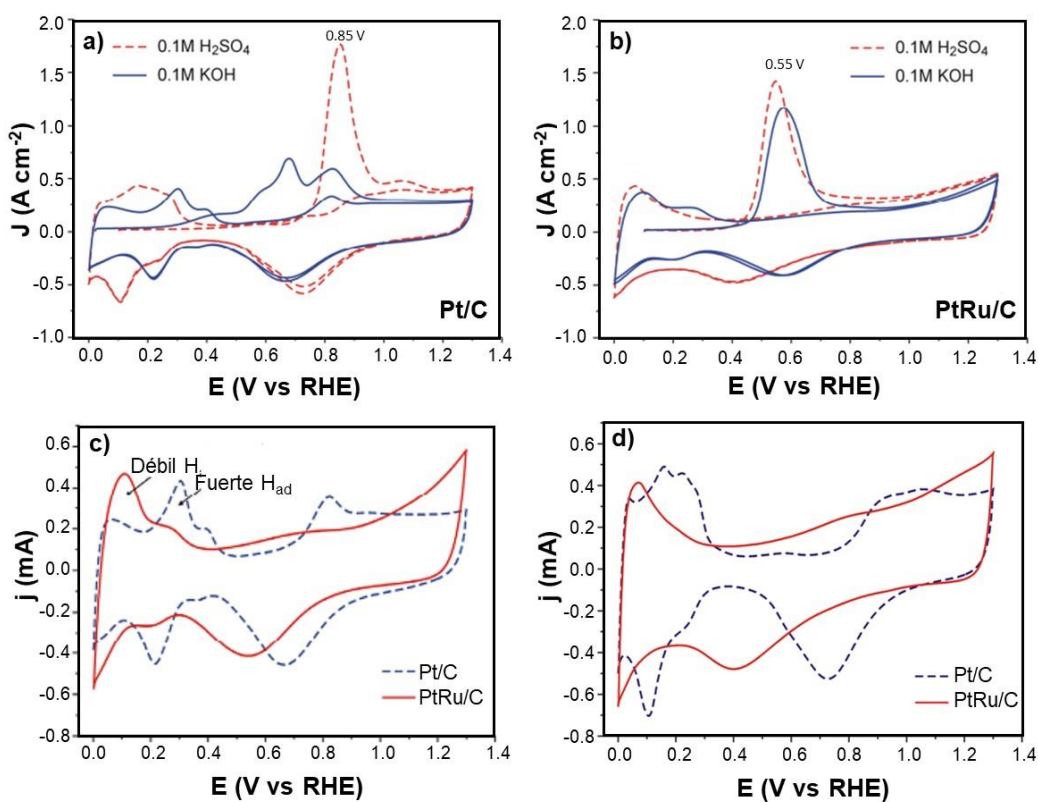 a)
0.1M H₂SO₄
0.1M KOH
0.85 V
2.0
1.5
1.0
0.5
0.0
-0.5
-1.0
J (A cm⁻²)
Pt/C
0.0 0.2 0.4 0.6 0.8 1.0 1.2 1.4
E (V vs RHE)
b)
0.1M H₂SO₄
0.1M KOH
0.55 V
2.0
1.5
1.0
0.5
0.0
-0.5
1.0
J (A cm⁻²)
PtRu/C
0.0 0.2 0.4 0.6 0.8 1.0 1.2 1.4
E (V vs RHE)
c)
Débil H
Fuerte Had
0.6
0.4
0.2
0.0
-0.2
-0.4
-0.6
-0.8
j (mA)
Pt/C
PtRu/C
0.0 0.2 0.4 0.6 0.8 1.0 1.2 1.4
E (V vs RHE)
d)
0.6
0.4
0.2
0.0
-0.2
-0.4
-0.6
-0.8
j (mA)
Pt/C
PtRu/C
0.0 0.2 0.4 0.6 0.8 1.0 1.2 1.4
E (V vs RHE)